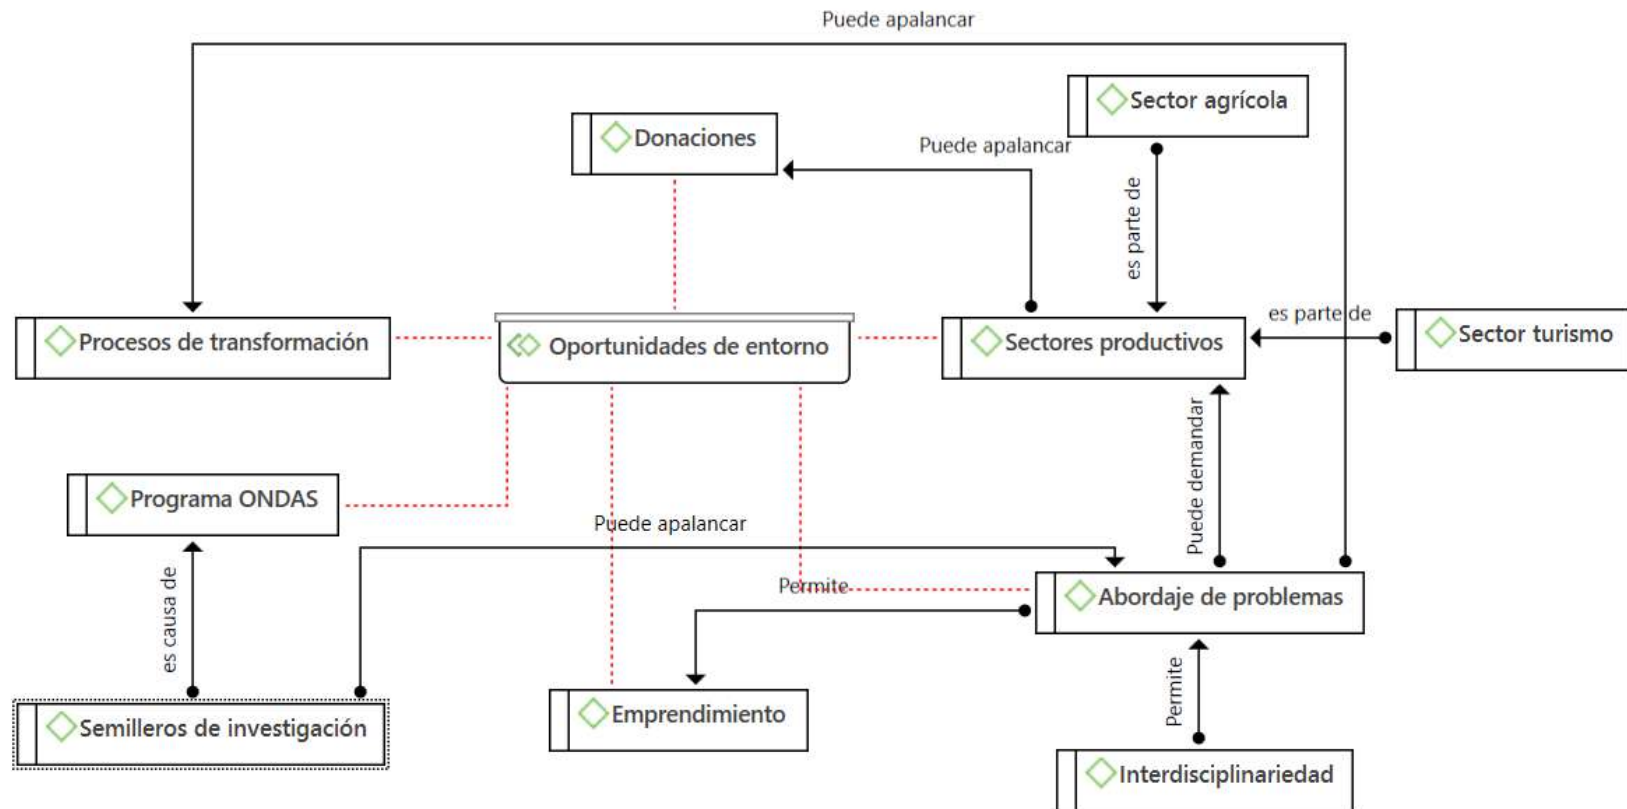 Puede apalancar
Sector agrícola
Donaciones
Puede apalancar
es parte de
Procesos de transformación
Oportunidades de entorno
Sectores productivos
es parte de
Sector turismo
Puede demandar
Programa ONDAS
Puede apalancar
es causa de
Permite
Abordaje de problemas
Permite
Semilleros de investigación
Emprendimiento
Interdisciplinariedad